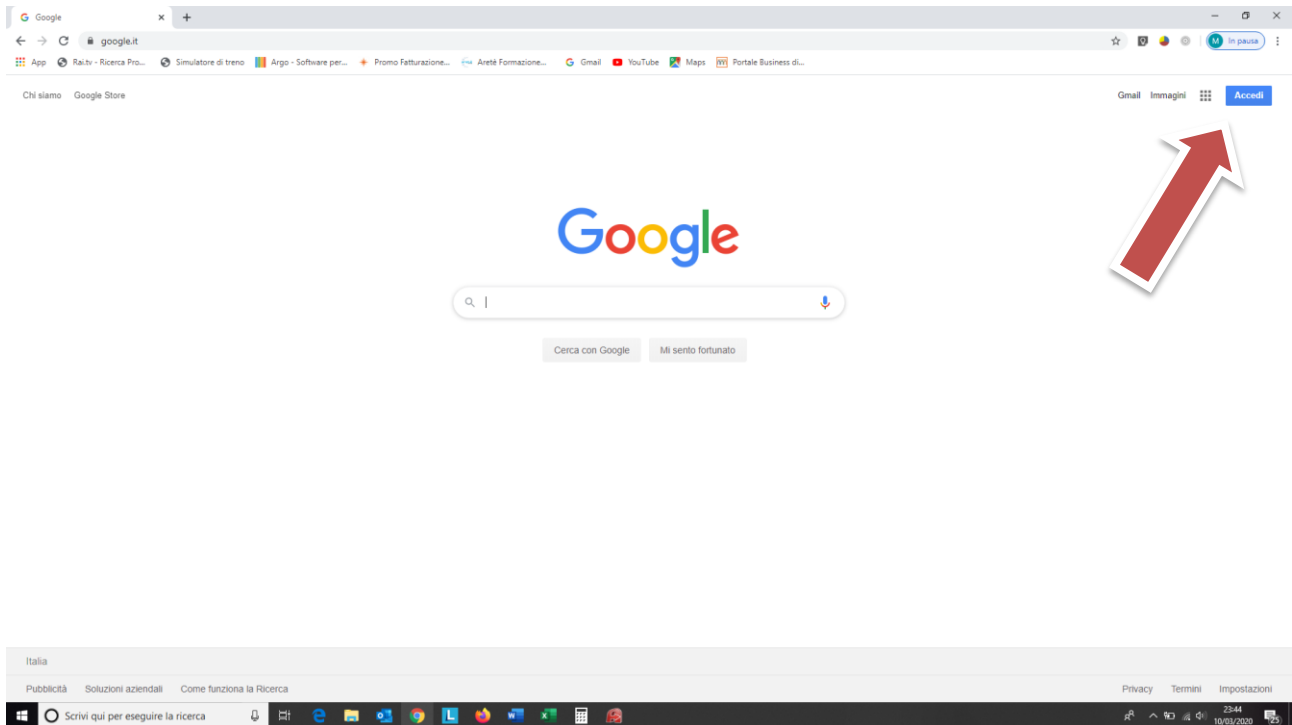 Google
google.it
In pausa
M
App Rai.tv - Ricerca Pro... Simulatore di treno Argo - Software per... Promo Fatturazione... Aretè Formazione... Gmail YouTube Maps Portale Business di...
Chi siamo Google Store Gmail Immagini Accedi
Google
Cerca con Google Mi sento fortunato
Italia
Pubblicità Soluzioni aziendali Come funziona la Ricerca Privacy Termini Impostazioni
Scrivi qui per eseguire la ricerca
23:44
10/03/2020
25